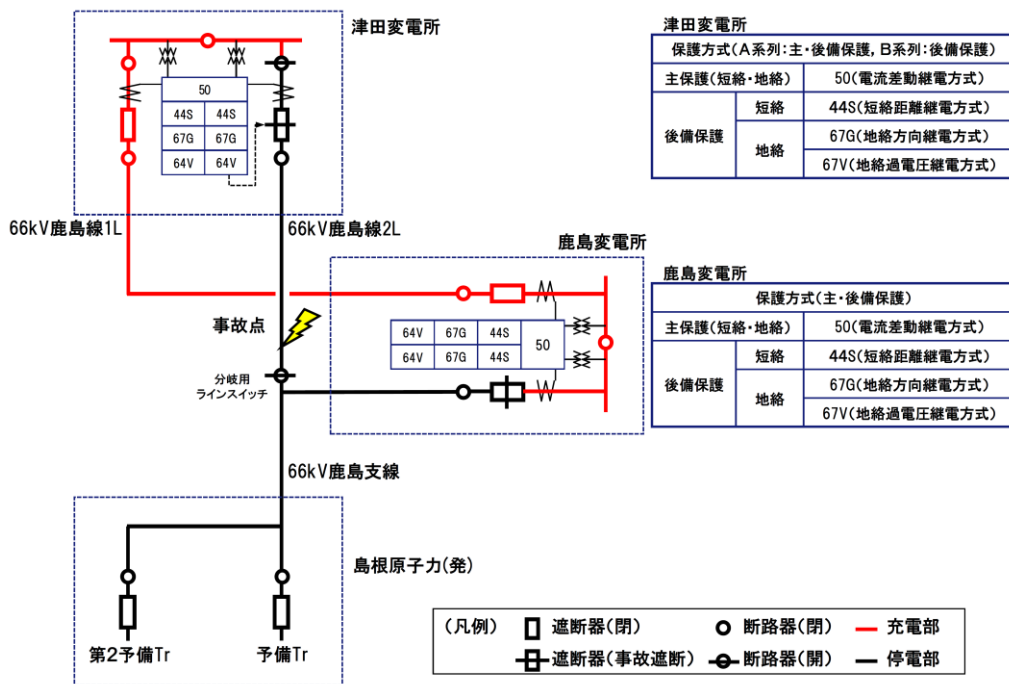 津田変電所
50
44S 44S
67G 67G
64V 64V
66kV鹿島線1L
66kV鹿島線2L
事故点
分岐用
ラインスイッチ
鹿島変電所
64V 67G 44S 50
64V 67G 44S
66kV鹿島支線
島根原子力(発)
第2予備Tr
予備Tr
津田変電所
保護方式(A系列:主・後備保護, B系列:後備保護)
主保護(短絡・地絡) 50(電流差動継電方式)
後備保護 短絡 44S(短絡距離継電方式)
地絡 67G(地絡方向継電方式)
67V(地絡過電圧継電方式)
鹿島変電所
保護方式(主・後備保護)
主保護(短絡・地絡) 50(電流差動継電方式)
後備保護 短絡 44S(短絡距離継電方式)
地絡 67G(地絡方向継電方式)
67V(地絡過電圧継電方式)
(凡例) 遮断器(閉) 断路器(閉) 充電部
遮断器(事故遮断) 断路器(開) 停電部